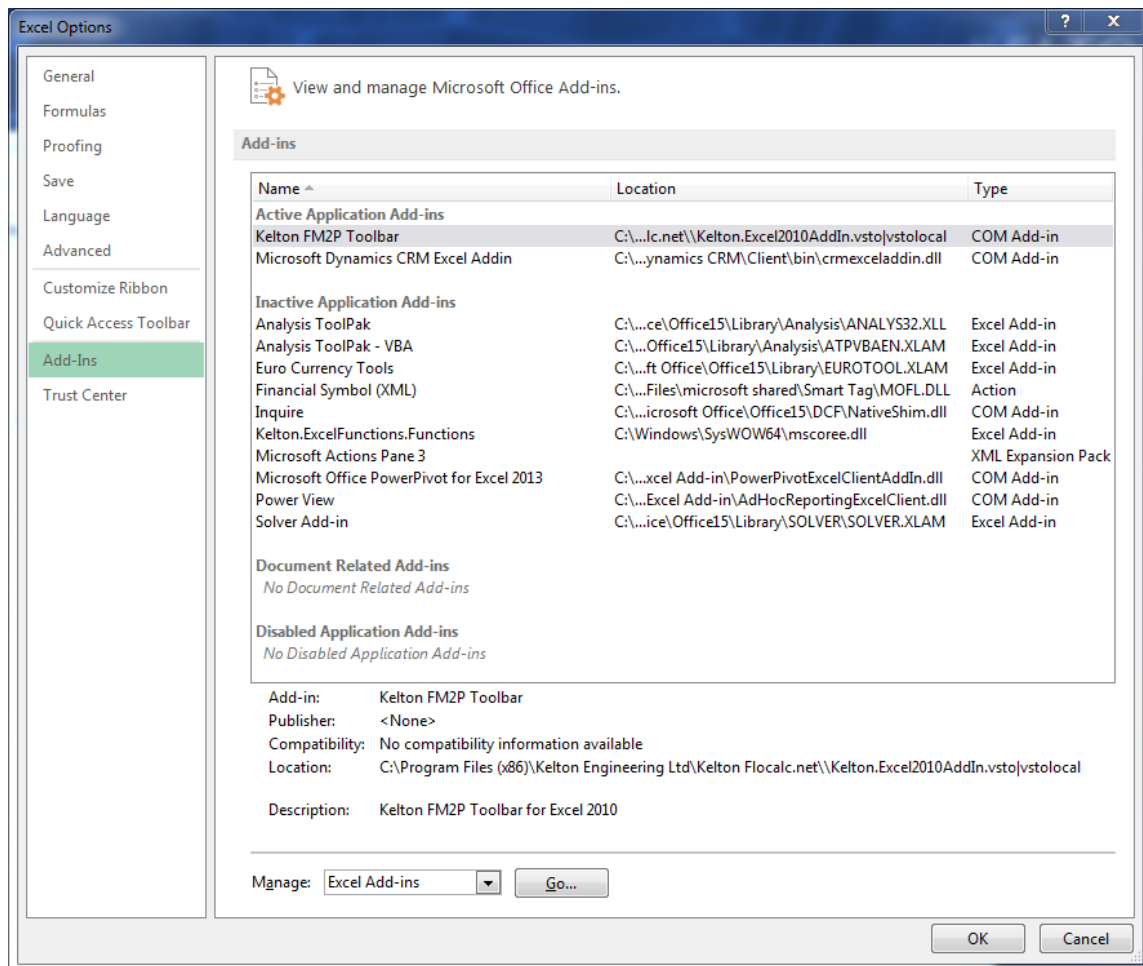 Excel Options
?
x
General
Formulas
Proofing
Save
Language
Advanced
Customize Ribbon
Quick Access Toolbar
Add-Ins
Trust Center
View and manage Microsoft Office Add-ins.
Add-ins
Name Location Type
Active Application Add-ins
Kelton FM2P Toolbar C:\...lc.net\\Kelton.Excel2010AddIn.vsto|vstolocal COM Add-in
Microsoft Dynamics CRM Excel Addin C:\...ynamics CRM\Client\bin\crmexceladdin.dll COM Add-in
Inactive Application Add-ins
Analysis ToolPak C:\...ce\Office15\Library\Analysis\ANALYS32.XLL Excel Add-in
Analysis ToolPak - VBA C:\...Office15\Library\Analysis\ATPVBAEN.XLAM Excel Add-in
Euro Currency Tools C:\...ft Office\Office15\Library\EUROTOOL.XLAM Excel Add-in
Financial Symbol (XML) C:\...Files\microsoft shared\Smart Tag\MOFL.DLL Action
Inquire C:\...icrosoft Office\Office15\DCF\NativeShim.dll COM Add-in
Kelton.ExcelFunctions.Functions C:\Windows\SysWOW64\mscoree.dll Excel Add-in
Microsoft Actions Pane 3 XML Expansion Pack
Microsoft Office PowerPivot for Excel 2013 C:\...xcel Add-in\PowerPivotExcelClientAddIn.dll COM Add-in
Power View C:\...Excel Add-in\AdHocReportingExcelClient.dll COM Add-in
Solver Add-in C:\...ice\Office15\Library\SOLVER\SOLVER.XLAM Excel Add-in
Document Related Add-ins
No Document Related Add-ins
Disabled Application Add-ins
No Disabled Application Add-ins
Add-in: Kelton FM2P Toolbar
Publisher: <None>
Compatibility: No compatibility information available
Location: C:\Program Files (x86)\Kelton Engineering Ltd\Kelton Flocalc.net\\Kelton.Excel2010AddIn.vsto|vstolocal
Description: Kelton FM2P Toolbar for Excel 2010
Manage: Excel Add-ins Go...
OK Cancel